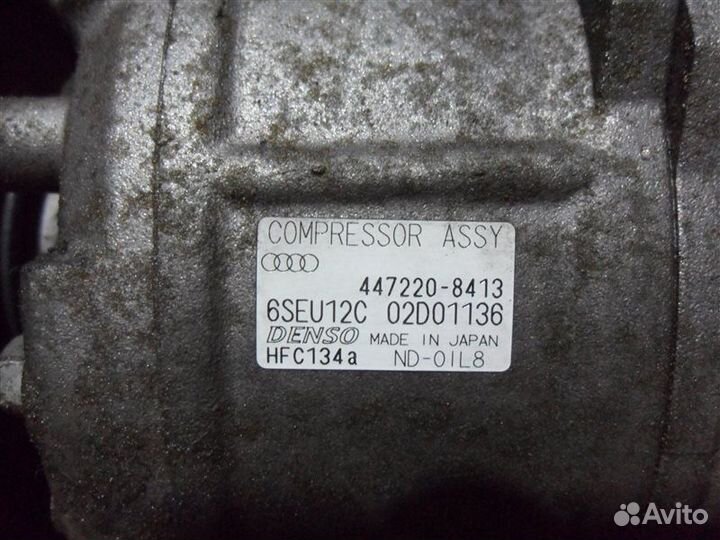 COMPRESSOR ASSY
447220-8413
6SEU12C 02D01136
DENSO MADE IN JAPAN
HFC134a ND-OIL8
Avito